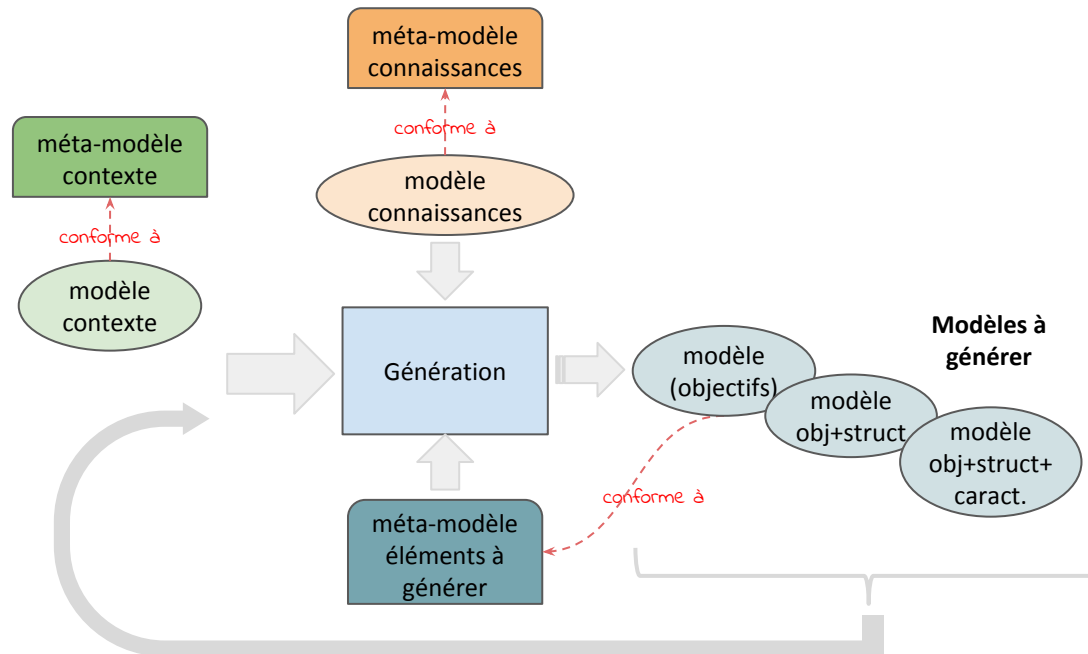 méta-modèle
connaissances
conforme à
modèle
connaissances
méta-modèle
contexte
conforme à
modèle
contexte
Génération
Modèles à
générer
modèle
(objectifs)
modèle
obj+struct
modèle
obj+struct+
caract.
conforme à
méta-modèle
éléments à
générer